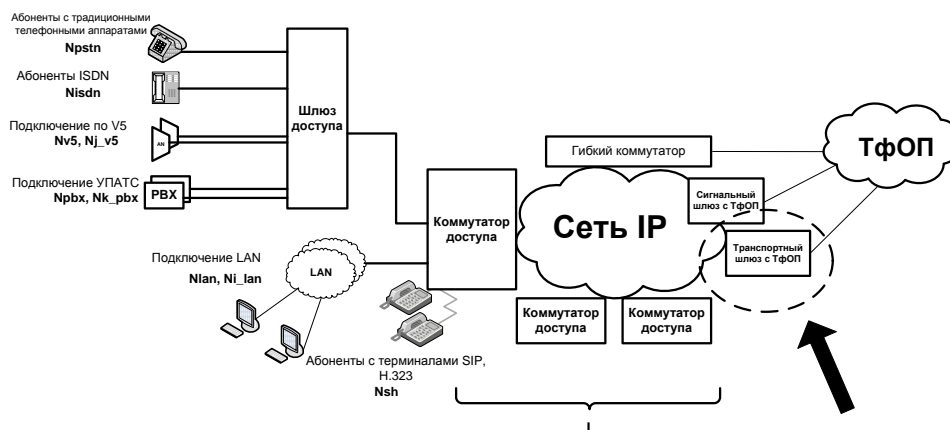 Абоненты с традиционными
телефонными аппаратами
Npstn
Абоненты ISDN
Nisdn
Подключение по V5
Nv5, Nj_v5
AN
Подключение УПАТС
Npbx, Nk_pbx
PBX
Шлюз
доступа
Подключение LAN
Nlan, Ni_lan
LAN
Абоненты с терминалами SIP,
H.323
Nsh
Коммутатор
доступа
Гибкий коммутатор
Сеть IP
Сигнальный
шлюз с ТфОП
Транспортный
шлюз с ТфОП
ТфОП
Коммутатор
доступа
Коммутатор
доступа